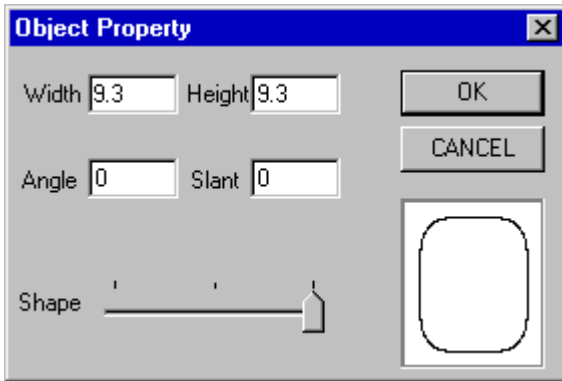 Object Property
Width 9.3 Height 9.3 OK
CANCEL
Angle 0 Slant 0
Shape